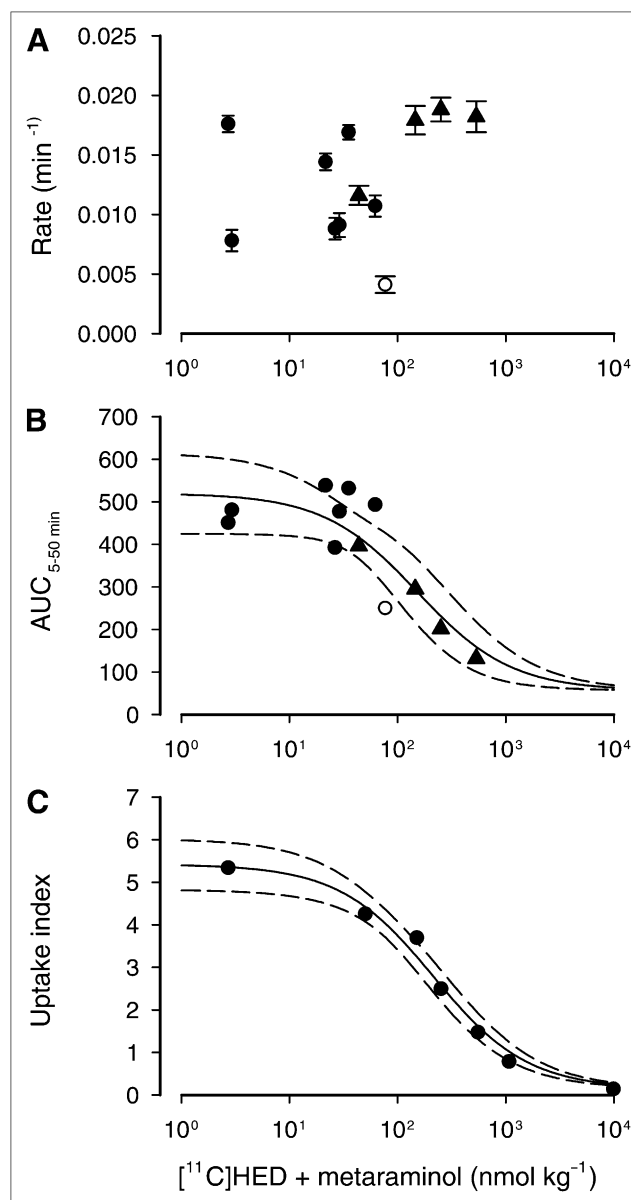 A
0.025
0.020
0.015
0.010
0.005
0.000
Rate (min⁻¹)
10⁰ 10¹ 10² 10³ 10⁴
B
700
600
500
400
300
200
100
0
AUC₅₋₅₀ ₘᵢₙ
10⁰ 10¹ 10² 10³ 10⁴
C
7
6
5
4
3
2
1
0
Uptake index
10⁰ 10¹ 10² 10³ 10⁴
[¹¹C]HED + metaraminol (nmol kg⁻¹)